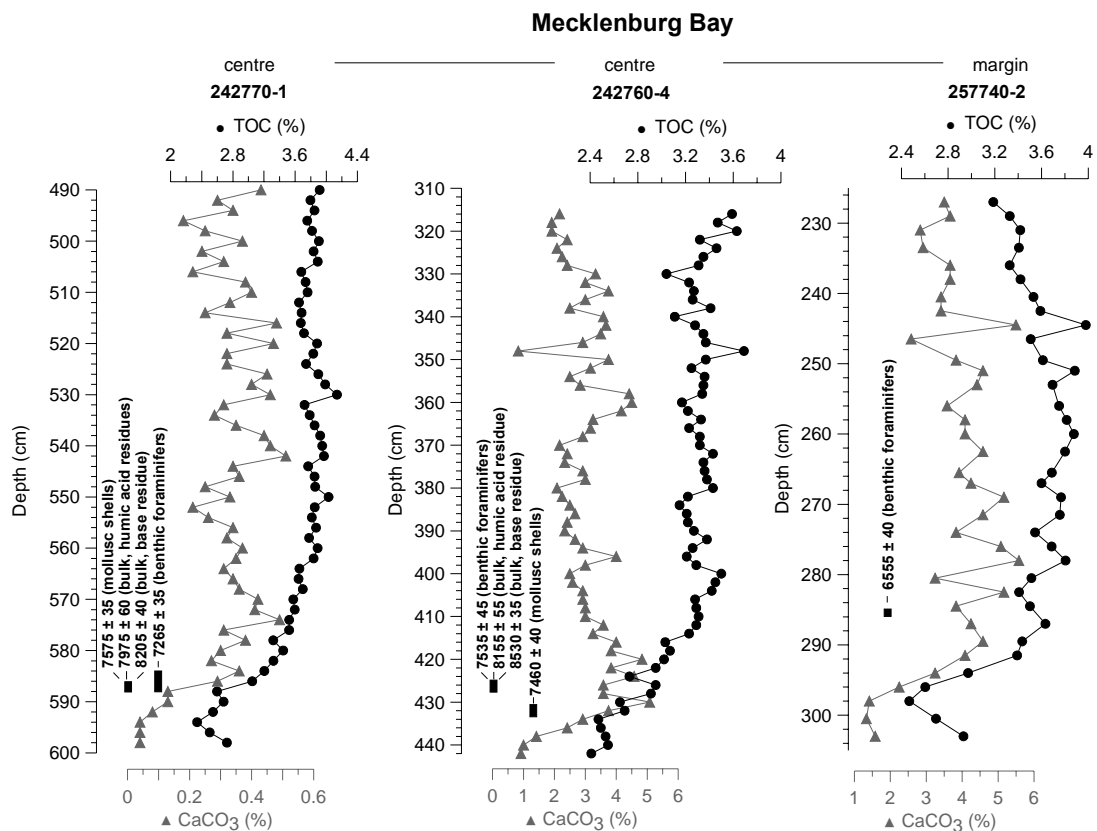 Mecklenburg Bay
centre
242770-1
centre
242760-4
margin
257740-2
● TOC (%)
2 2.8 3.6 4.4
● TOC (%)
2.4 2.8 3.2 3.6 4
● TOC (%)
2.4 2.8 3.2 3.6 4
Depth (cm)
490
500
510
520
530
540
550
560
570
580
590
600
7575 ± 35 (mollusc shells)
7975 ± 60 (bulk, humic acid residues)
8205 ± 40 (bulk, base residue)
7265 ± 35 (benthic foraminifers)
0 0.2 0.4 0.6
▲ CaCO3 (%)
Depth (cm)
310
320
330
340
350
360
370
380
390
400
410
420
430
440
7535 ± 45 (benthic foraminifers)
8155 ± 55 (bulk, humic acid residue)
8530 ± 35 (bulk, base residue)
7460 ± 40 (mollusc shells)
0 1 2 3 4 5 6
▲ CaCO3 (%)
Depth (cm)
230
240
250
260
270
280
290
300
6555 ± 40 (benthic foraminifers)
1 2 3 4 5 6
▲ CaCO3 (%)